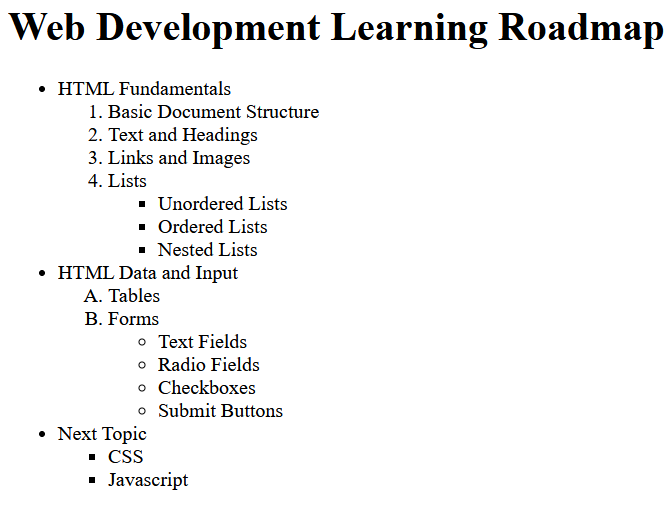 Web Development Learning Roadmap
• HTML Fundamentals
1. Basic Document Structure
2. Text and Headings
3. Links and Images
4. Lists
▪ Unordered Lists
▪ Ordered Lists
▪ Nested Lists
• HTML Data and Input
A. Tables
B. Forms
◦ Text Fields
◦ Radio Fields
◦ Checkboxes
◦ Submit Buttons
• Next Topic
▪ CSS
▪ Javascript